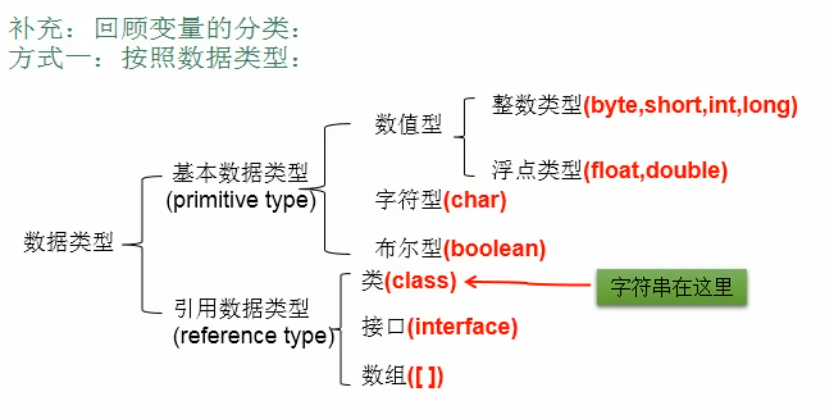 补充：回顾变量的分类：
方式一：按照数据类型：
整数类型(byte,short,int,long)
数值型
浮点类型(float,double)
基本数据类型
(primitive type)
字符型(char)
布尔型(boolean)
数据类型
类(class)
字符串在这里
引用数据类型
(reference type)
接口(interface)
数组([ ])